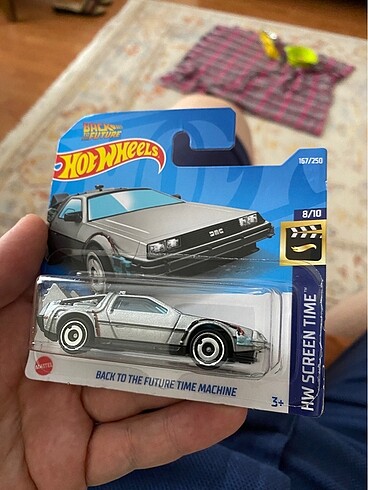 BACK TO THE FUTURE
HOT WHEELS
167/250
8/10
DMC
HW SCREEN TIME™
MATTEL
BACK TO THE FUTURE TIME MACHINE
3+